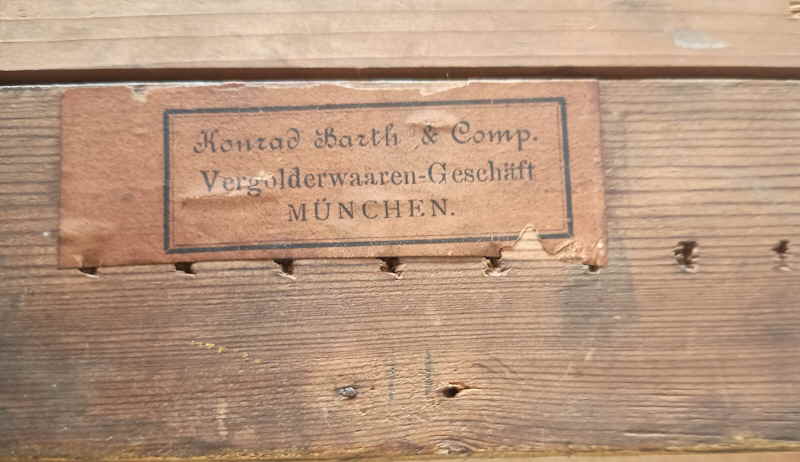 Konrad Barth & Comp.
Vergolderwaaren-Geschäft
MÜNCHEN.